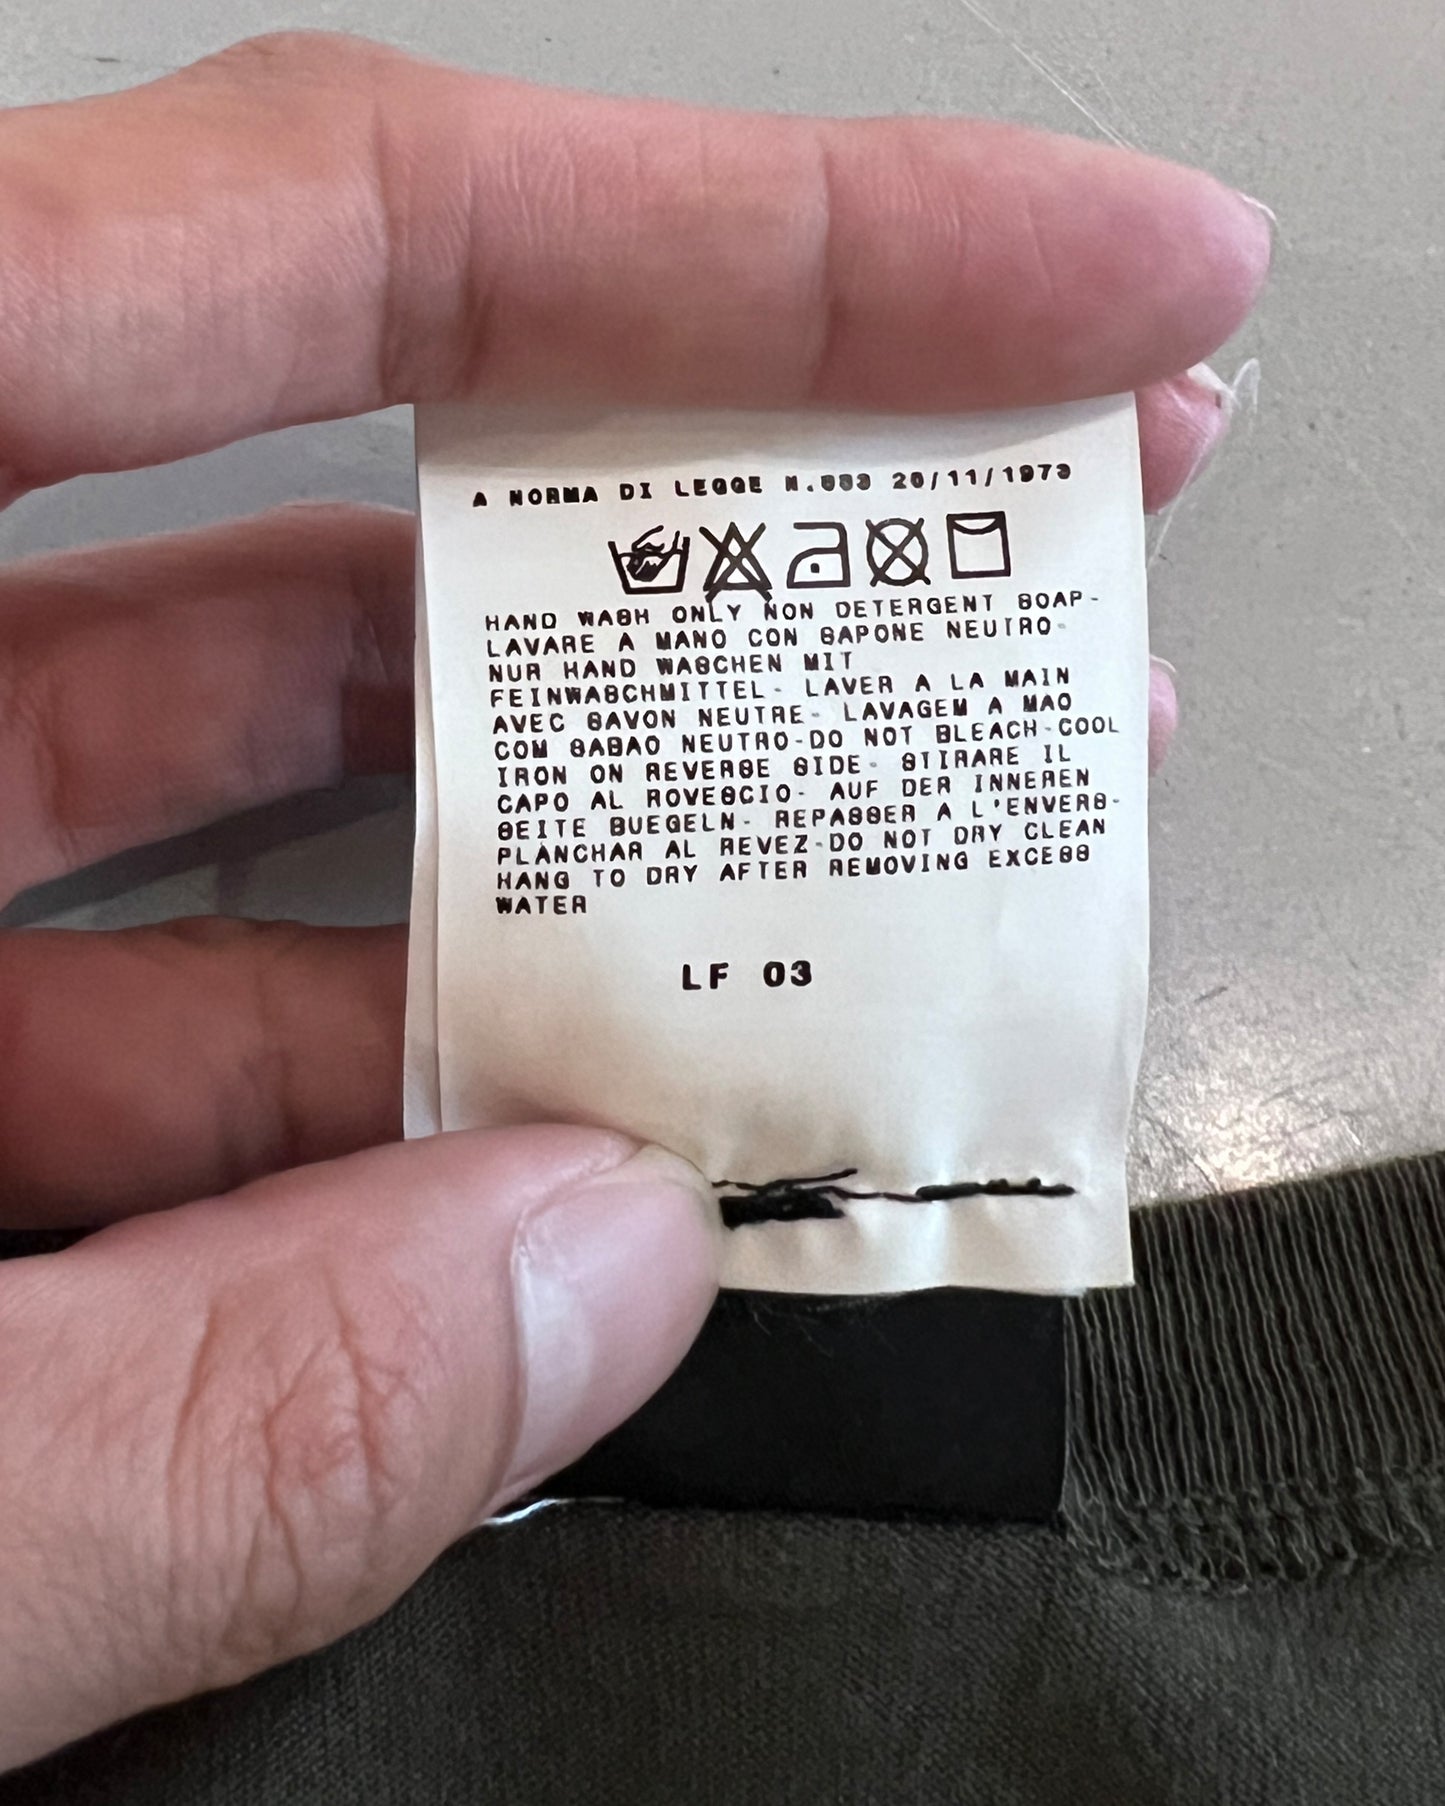 A NORMA DI LEGGE N.883 26/11/1973
HAND WASH ONLY NON DETERGENT SOAP-
LAVARE A MANO CON SAPONE NEUTRO-
NUR HAND WASCHEN MIT
FEINWASCHMITTEL- LAVER A LA MAIN
AVEC SAVON NEUTRE- LAVAGEM A MAO
COM SABAO NEUTRO-DO NOT BLEACH-COOL
IRON ON REVERSE SIDE- STIRARE IL
CAPO AL ROVESCIO- AUF DER INNEREN
SEITE BUEGELN- REPASSER A L'ENVERS-
PLANCHAR AL REVEZ-DO NOT DRY CLEAN
HANG TO DRY AFTER REMOVING EXCESS
WATER
LF 03